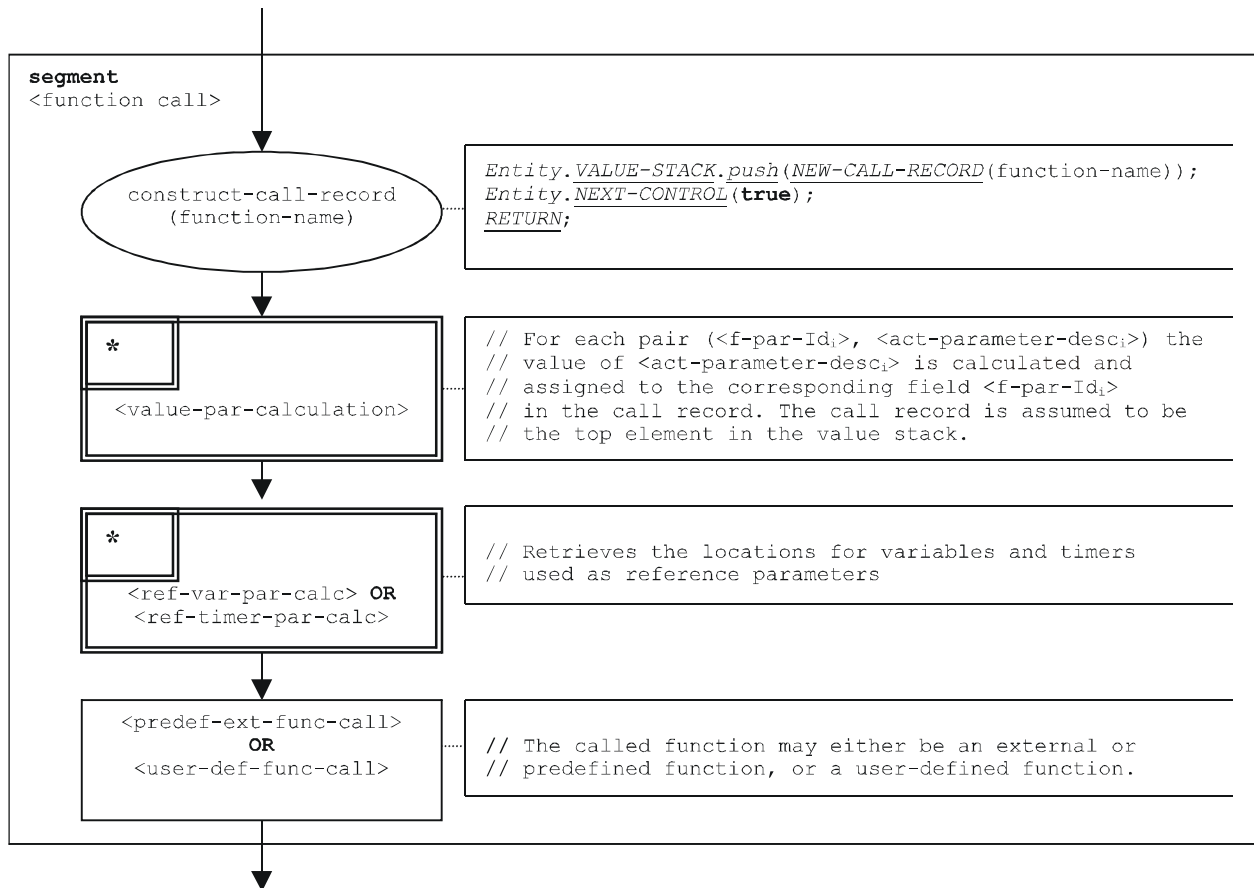 segment
<function call>
construct-call-record
(function-name)
Entity.VALUE-STACK.push(NEW-CALL-RECORD(function-name));
Entity.NEXT-CONTROL(true);
RETURN;
*
<value-par-calculation>
// For each pair (<f-par-Idi>, <act-parameter-desci>) the
// value of <act-parameter-desci> is calculated and
// assigned to the corresponding field <f-par-Idi>
// in the call record. The call record is assumed to be
// the top element in the value stack.
*
<ref-var-par-calc> OR
<ref-timer-par-calc>
// Retrieves the locations for variables and timers
// used as reference parameters
<predef-ext-func-call>
OR
<user-def-func-call>
// The called function may either be an external or
// predefined function, or a user-defined function.